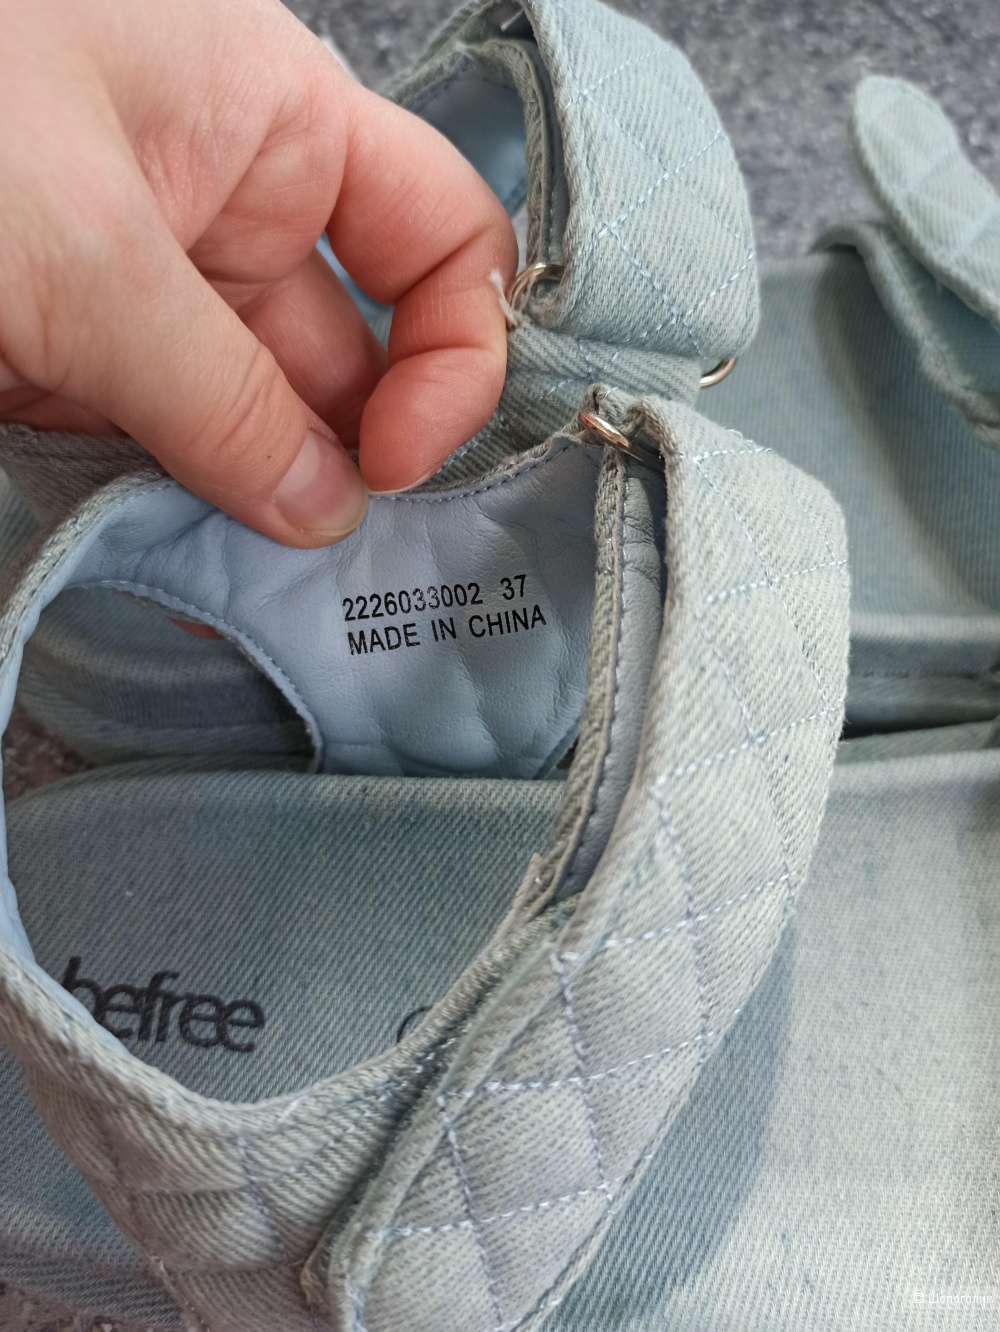 2226033002 37
MADE IN CHINA
befree
© Шопоголик